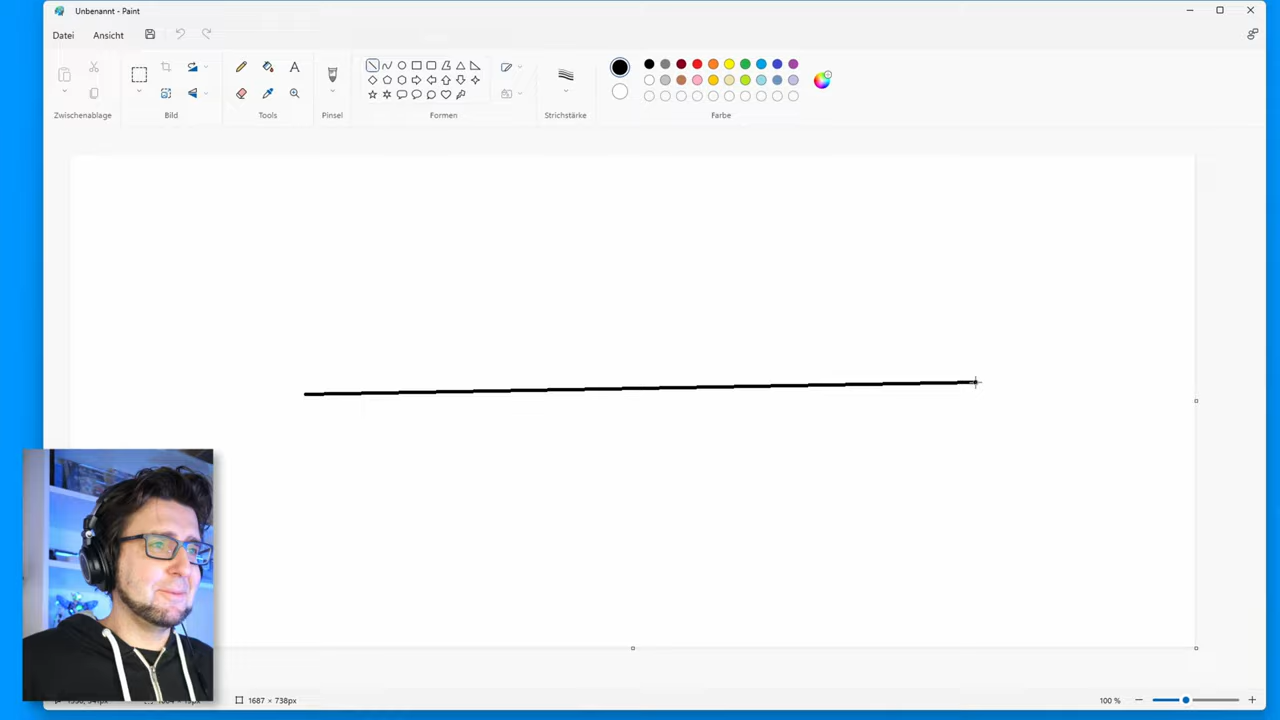 Unbenannt - Paint
Datei Ansicht
Zwischenablage Bild Tools Pinsel Formen Strichstärke Farbe
1687 × 738px 100 %